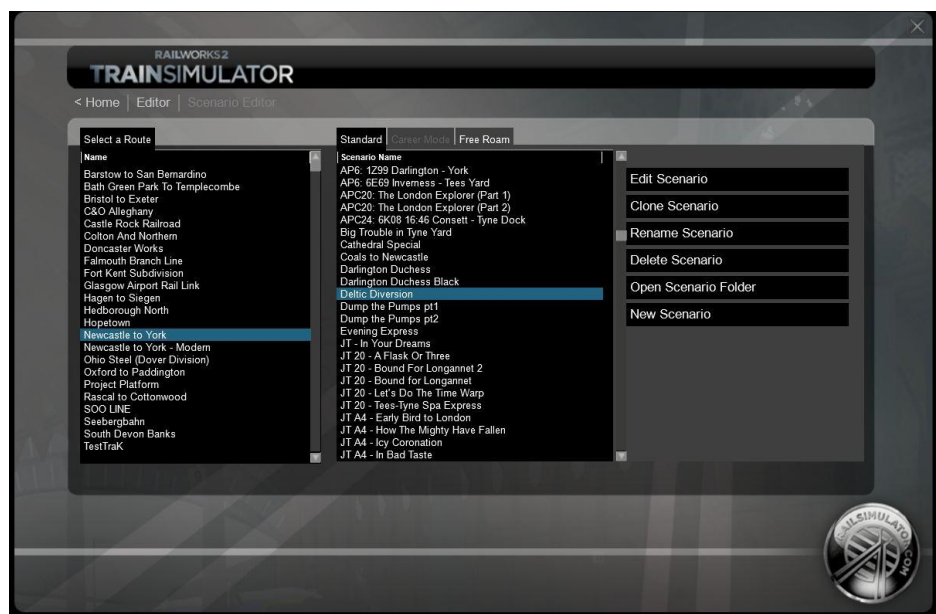 RAILWORKS2
TRAINSIMULATOR
< Home | Editor | Scenario Editor
Select a Route
Name
Barstow to San Bernardino
Bath Green Park To Templecombe
Bristol to Exeter
C&O Alleghany
Castle Rock Railroad
Colton And Northern
Doncaster Works
Falmouth Branch Line
Fort Kent Subdivision
Glasgow Airport Rail Link
Hagen to Siegen
Hedborough North
Hopetown
Newcastle to York
Newcastle to York - Modern
Ohio Steel (Dover Division)
Oxford to Paddington
Project Platform
Rascal to Cottonwood
SOO LINE
Seebergbahn
South Devon Banks
TestTraK
Standard | Career Mode | Free Roam
Scenario Name
AP6: 1Z99 Darlington - York
AP6: 6E69 Inverness - Tees Yard
APC20: The London Explorer (Part 1)
APC20: The London Explorer (Part 2)
APC24: 6K08 16:46 Consett - Tyne Dock
Big Trouble in Tyne Yard
Cathedral Special
Coals to Newcastle
Darlington Duchess
Darlington Duchess Black
Deltic Diversion
Dump the Pumps pt1
Dump the Pumps pt2
Evening Express
JT - In Your Dreams
JT 20 - A Flask Or Three
JT 20 - Bound For Longannet 2
JT 20 - Bound for Longannet
JT 20 - Let's Do The Time Warp
JT 20 - Tees-Tyne Spa Express
JT A4 - Early Bird to London
JT A4 - How The Mighty Have Fallen
JT A4 - Icy Coronation
JT A4 - In Bad Taste
Edit Scenario
Clone Scenario
Rename Scenario
Delete Scenario
Open Scenario Folder
New Scenario
RAILSIMULATOR.COM